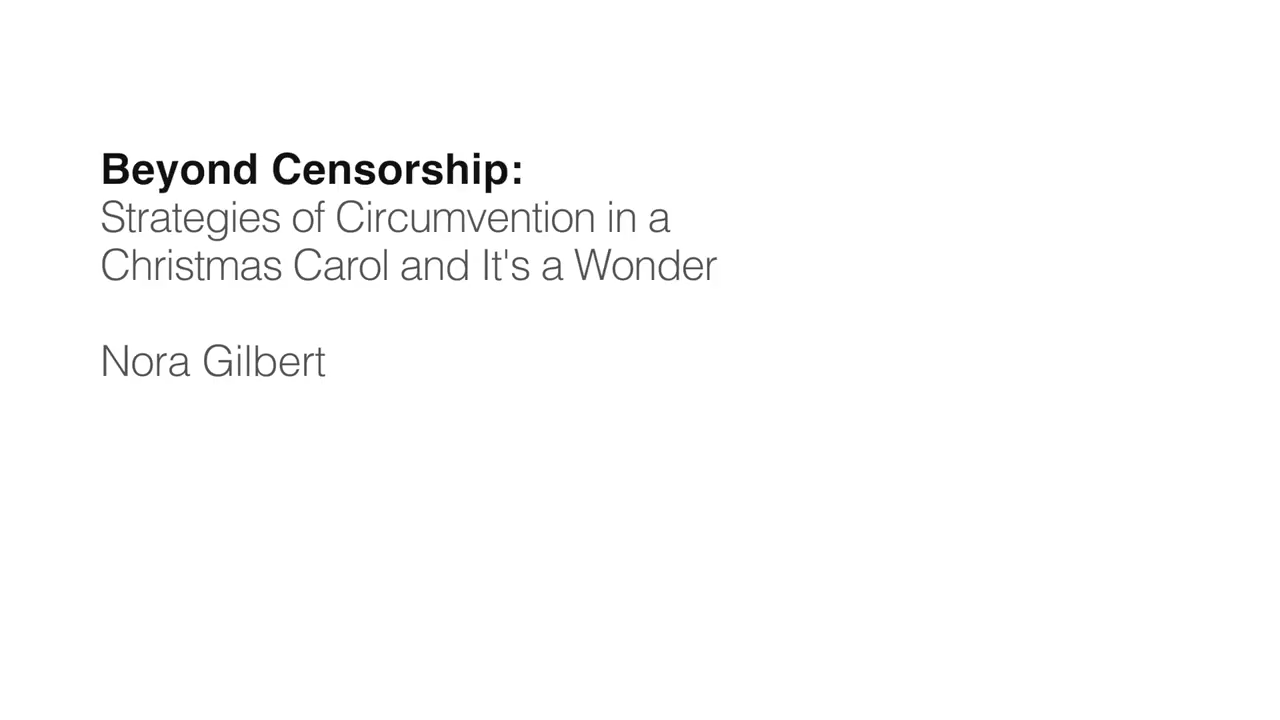 Beyond Censorship:
Strategies of Circumvention in a
Christmas Carol and It's a Wonder
Nora Gilbert